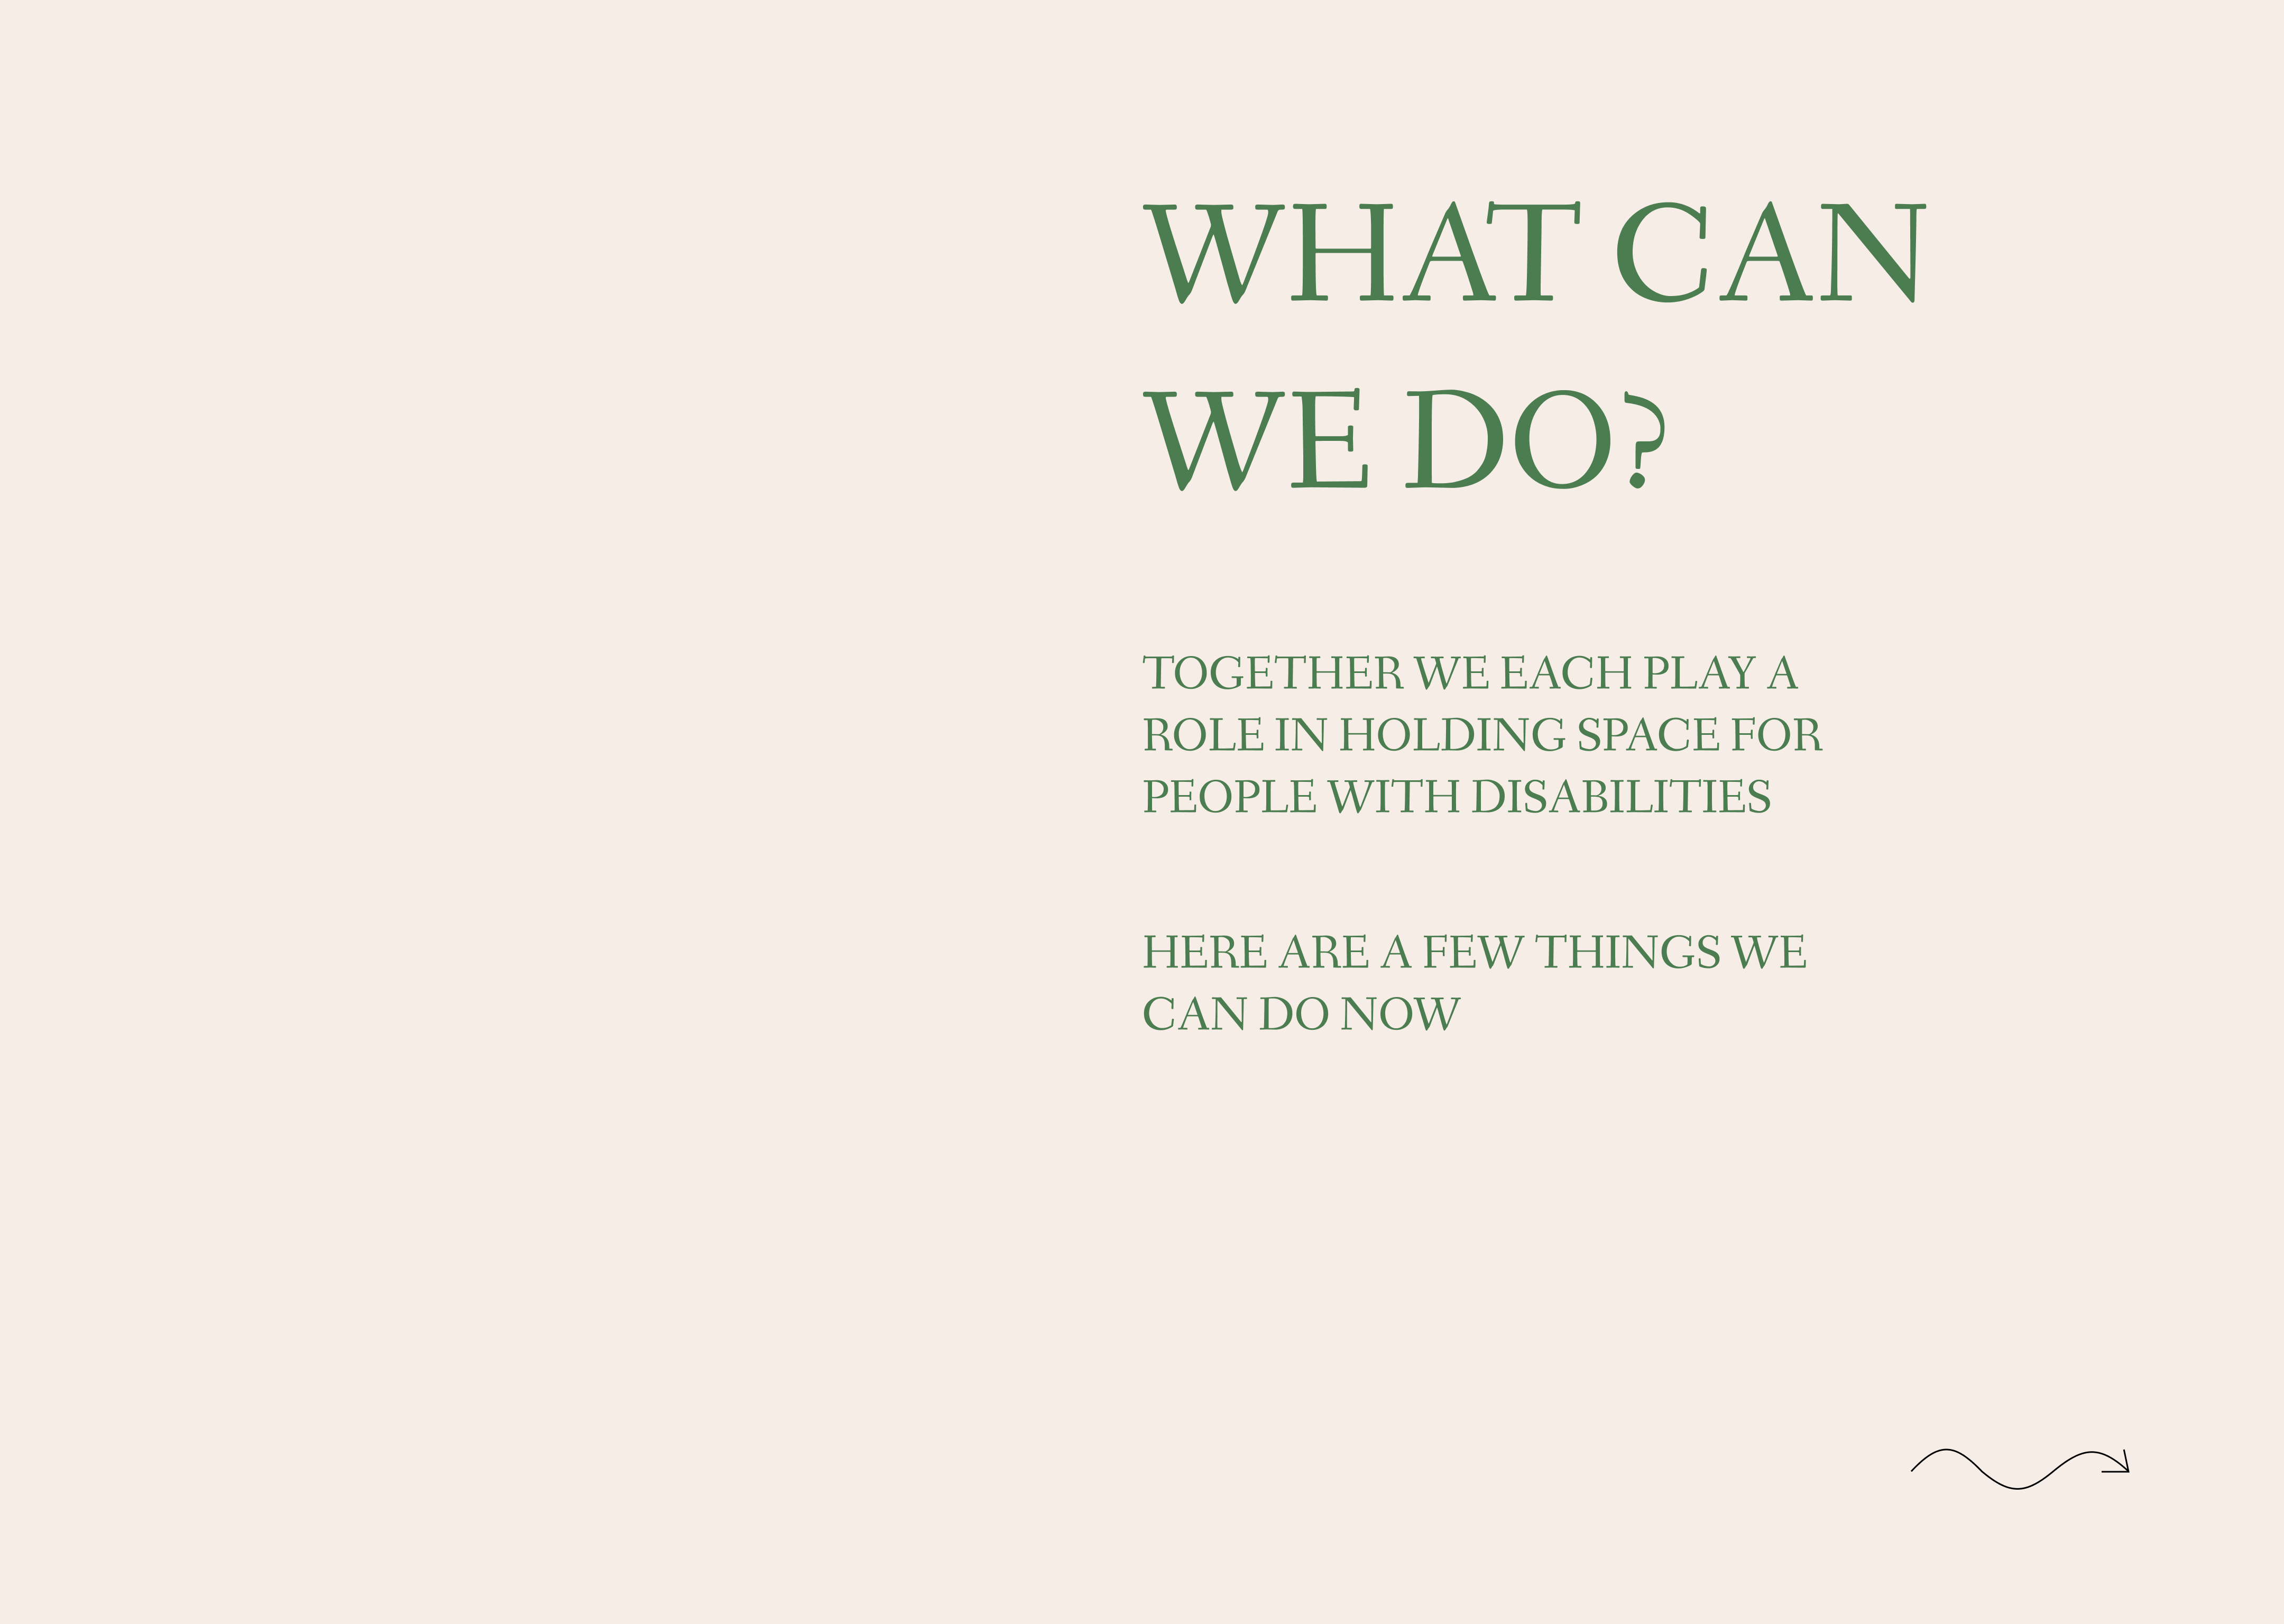 WHAT CAN
WE DO?
TOGETHER WE EACH PLAY A
ROLE IN HOLDING SPACE FOR
PEOPLE WITH DISABILITIES
HERE ARE A FEW THINGS WE
CAN DO NOW